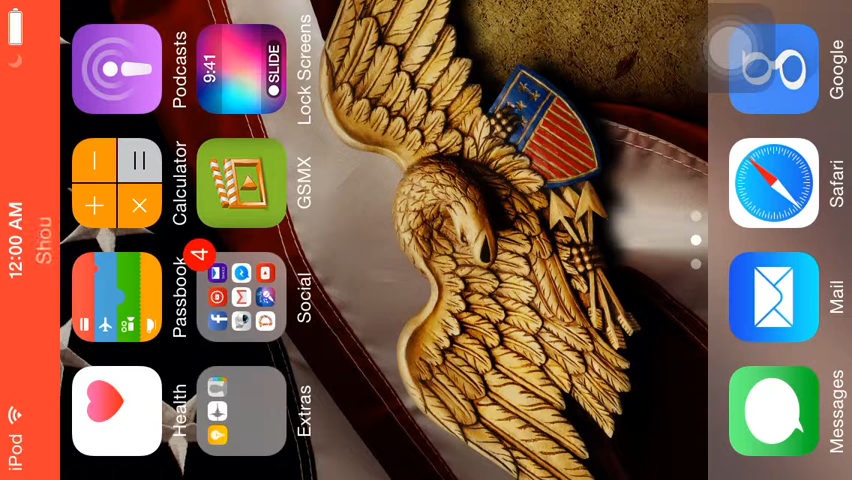 iPod 12:00 AM
Shou
Health Passbook Calculator Podcasts
4
9:41
SLIDE
Extras Social GSMX Lock Screens
Messages Mail Safari Google